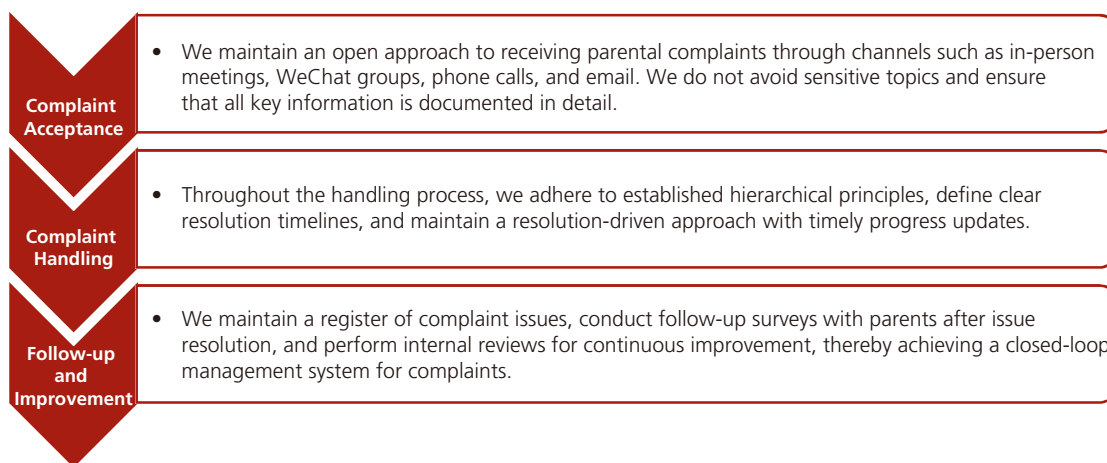 Complaint
Acceptance
• We maintain an open approach to receiving parental complaints through channels such as in-person
meetings, WeChat groups, phone calls, and email. We do not avoid sensitive topics and ensure
that all key information is documented in detail.
Complaint
Handling
• Throughout the handling process, we adhere to established hierarchical principles, define clear
resolution timelines, and maintain a resolution-driven approach with timely progress updates.
Follow-up
and
Improvement
• We maintain a register of complaint issues, conduct follow-up surveys with parents after issue
resolution, and perform internal reviews for continuous improvement, thereby achieving a closed-loop
management system for complaints.